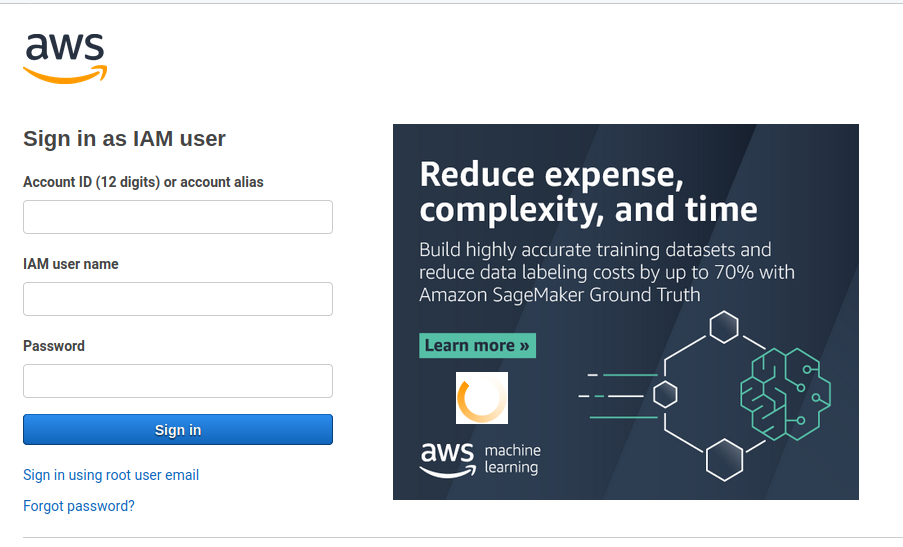 aws
Sign in as IAM user
Account ID (12 digits) or account alias
IAM user name
Password
Sign in
Sign in using root user email
Forgot password?
Reduce expense,
complexity, and time
Build highly accurate training datasets and
reduce data labeling costs by up to 70% with
Amazon SageMaker Ground Truth
Learn more »
aws machine
learning